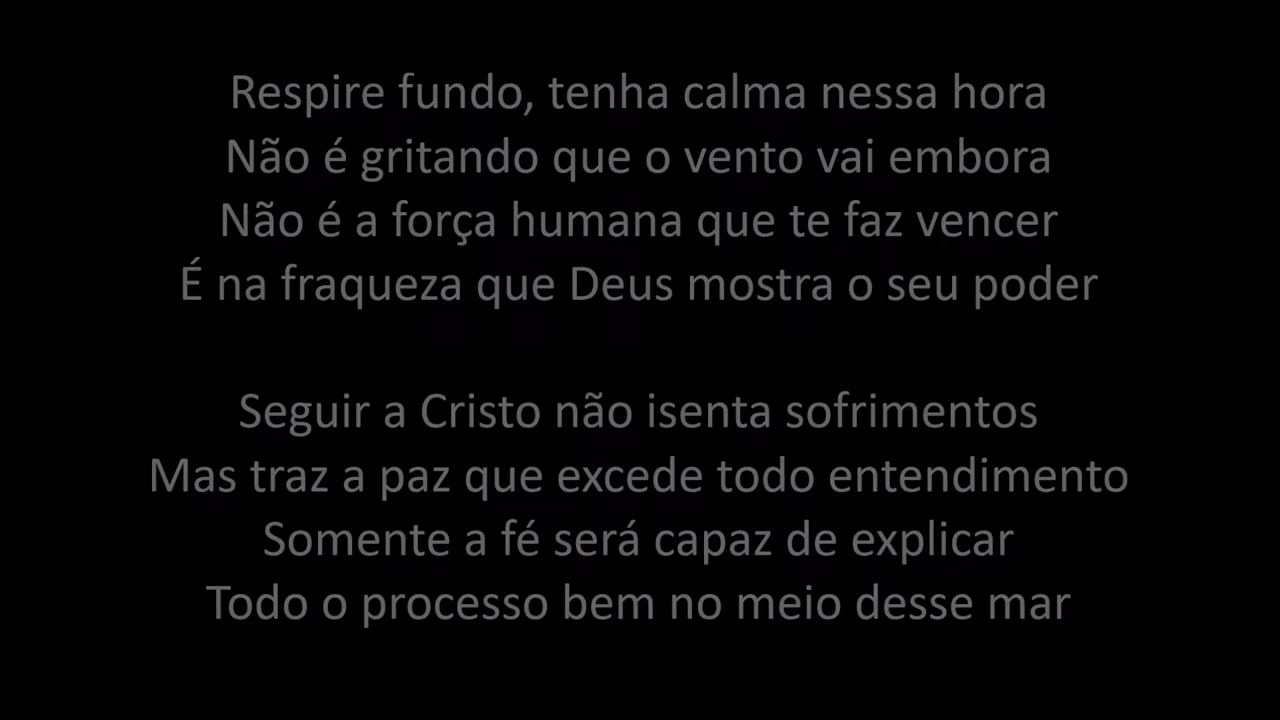 Respire fundo, tenha calma nessa hora
Não é gritando que o vento vai embora
Não é a força humana que te faz vencer
É na fraqueza que Deus mostra o seu poder
Seguir a Cristo não isenta sofrimentos
Mas traz a paz que excede todo entendimento
Somente a fé será capaz de explicar
Todo o processo bem no meio desse mar